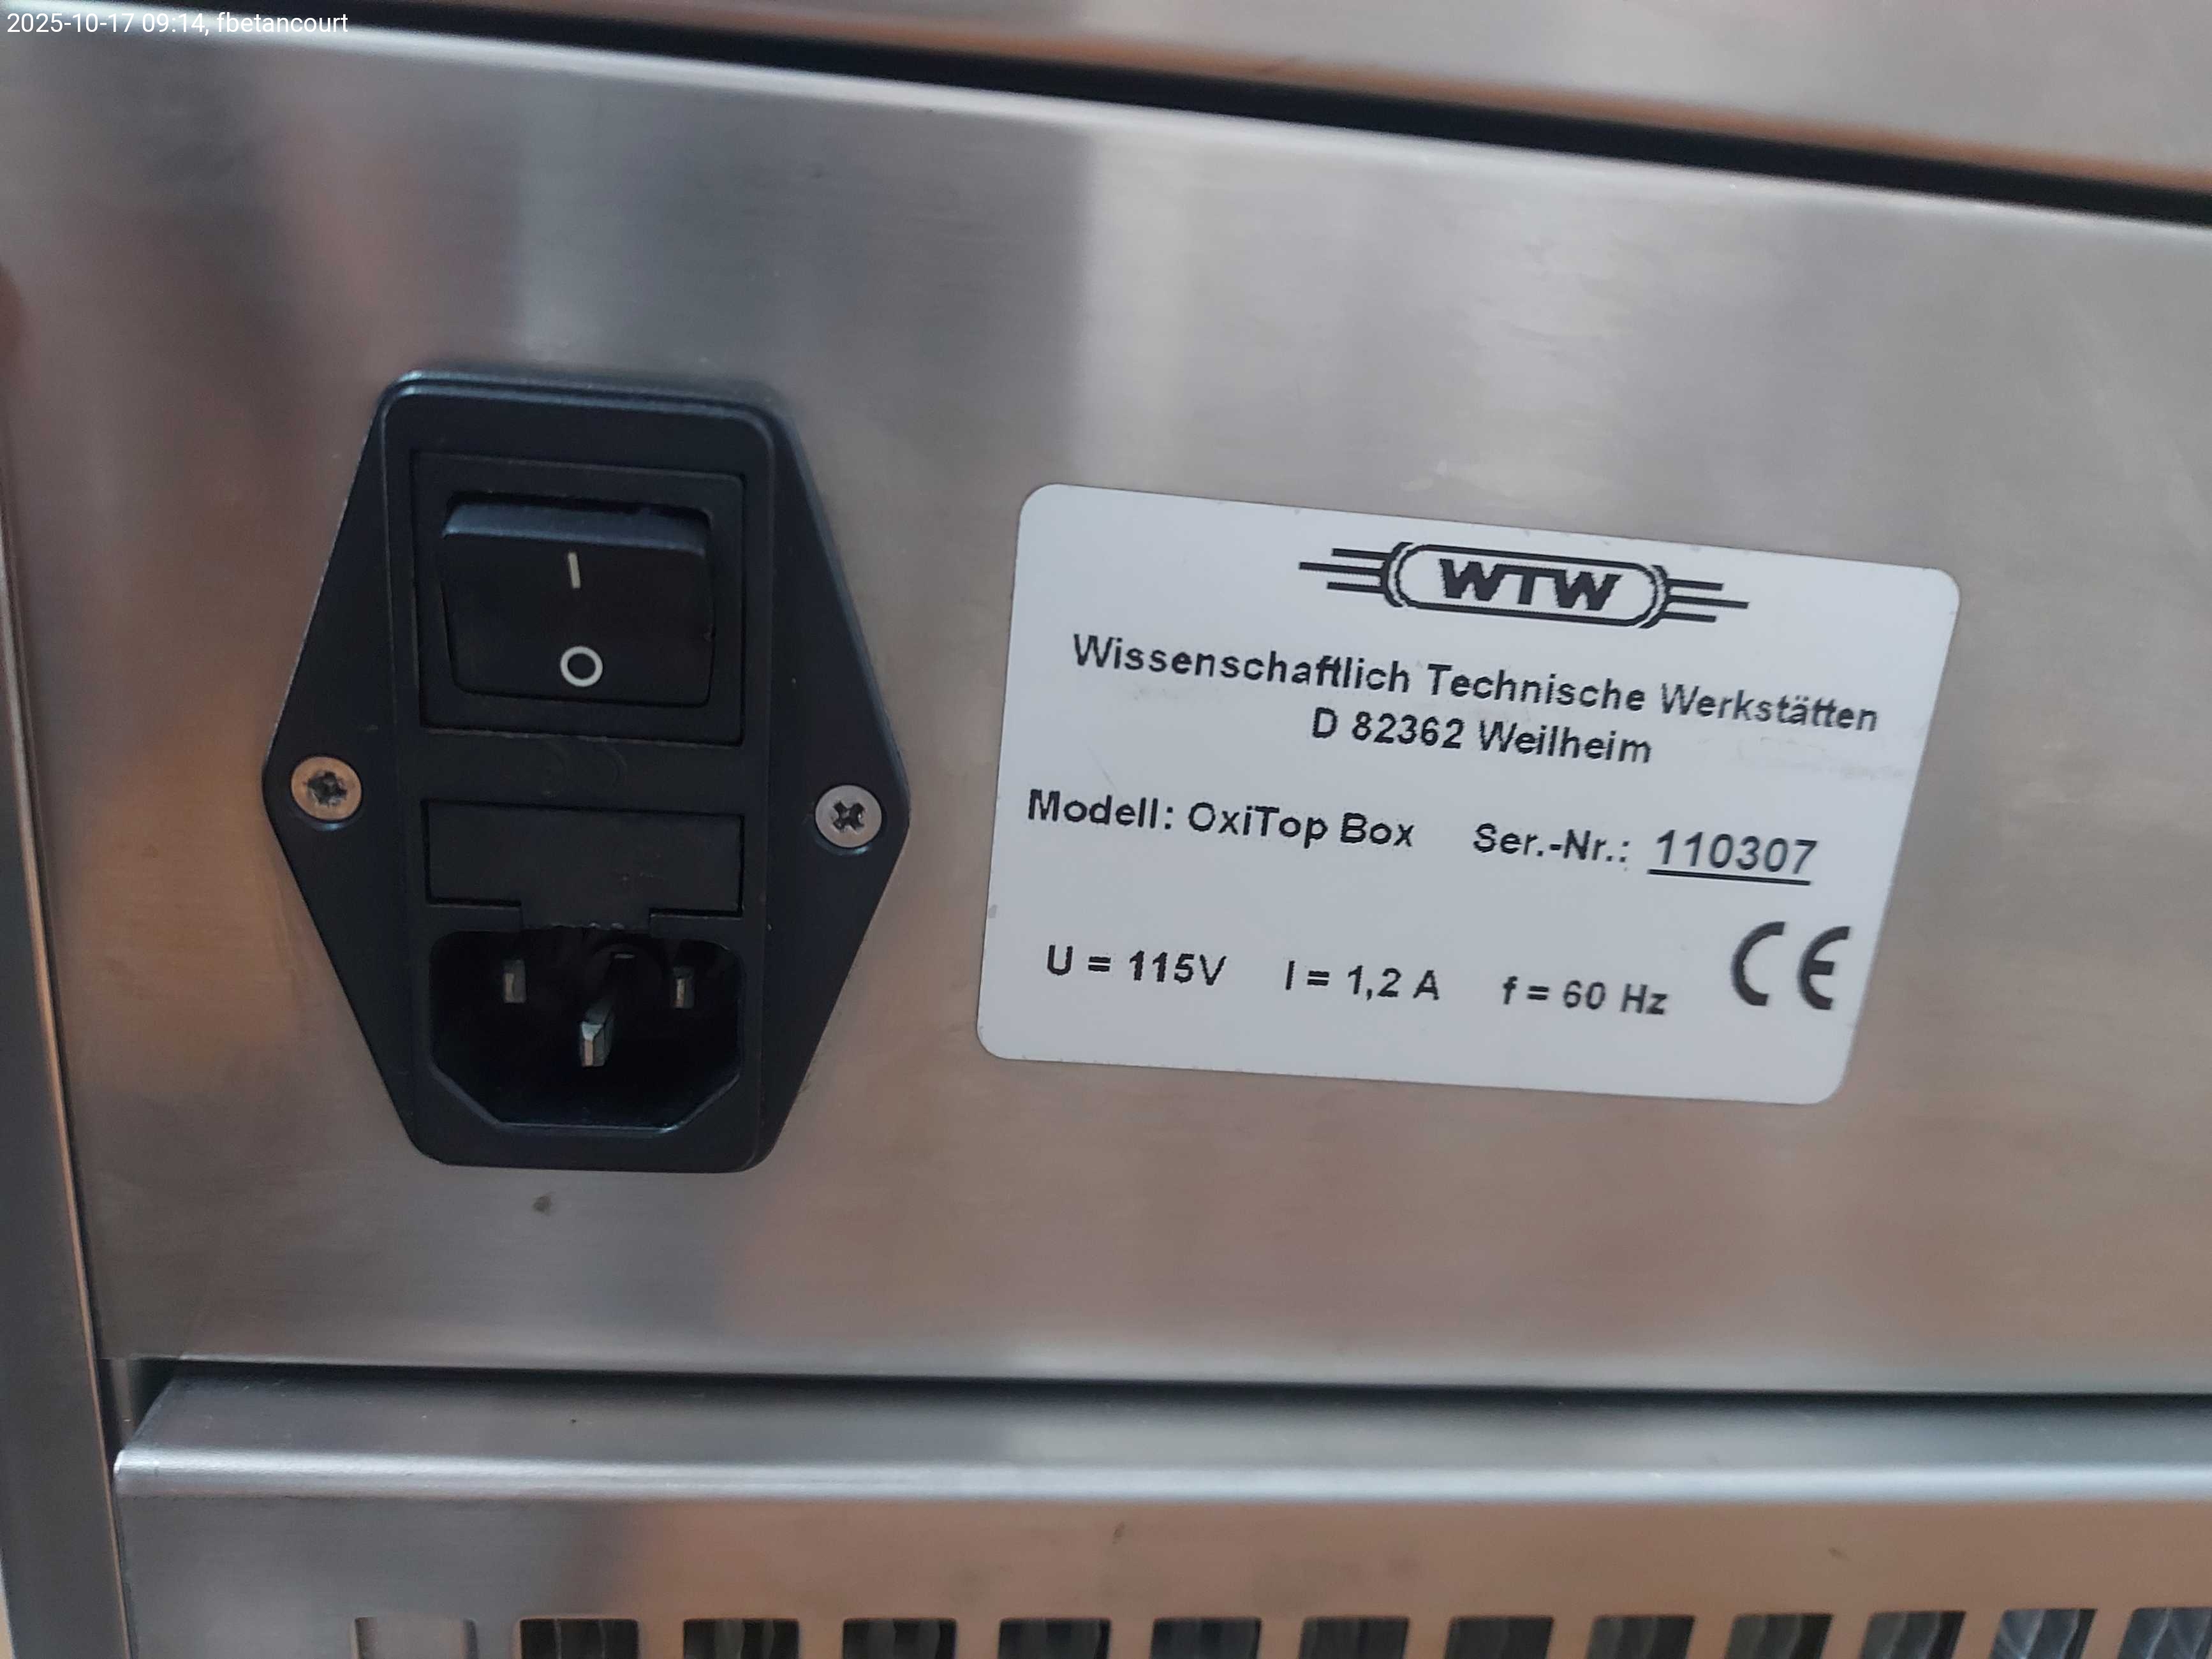 2025-10-17 09:14, fbetancourt
WTW
Wissenschaftlich Technische Werkstätten
D 82362 Weilheim
Modell: OxiTop Box Ser.-Nr.: 110307
U = 115V I = 1,2 A f = 60 Hz CE
I
O